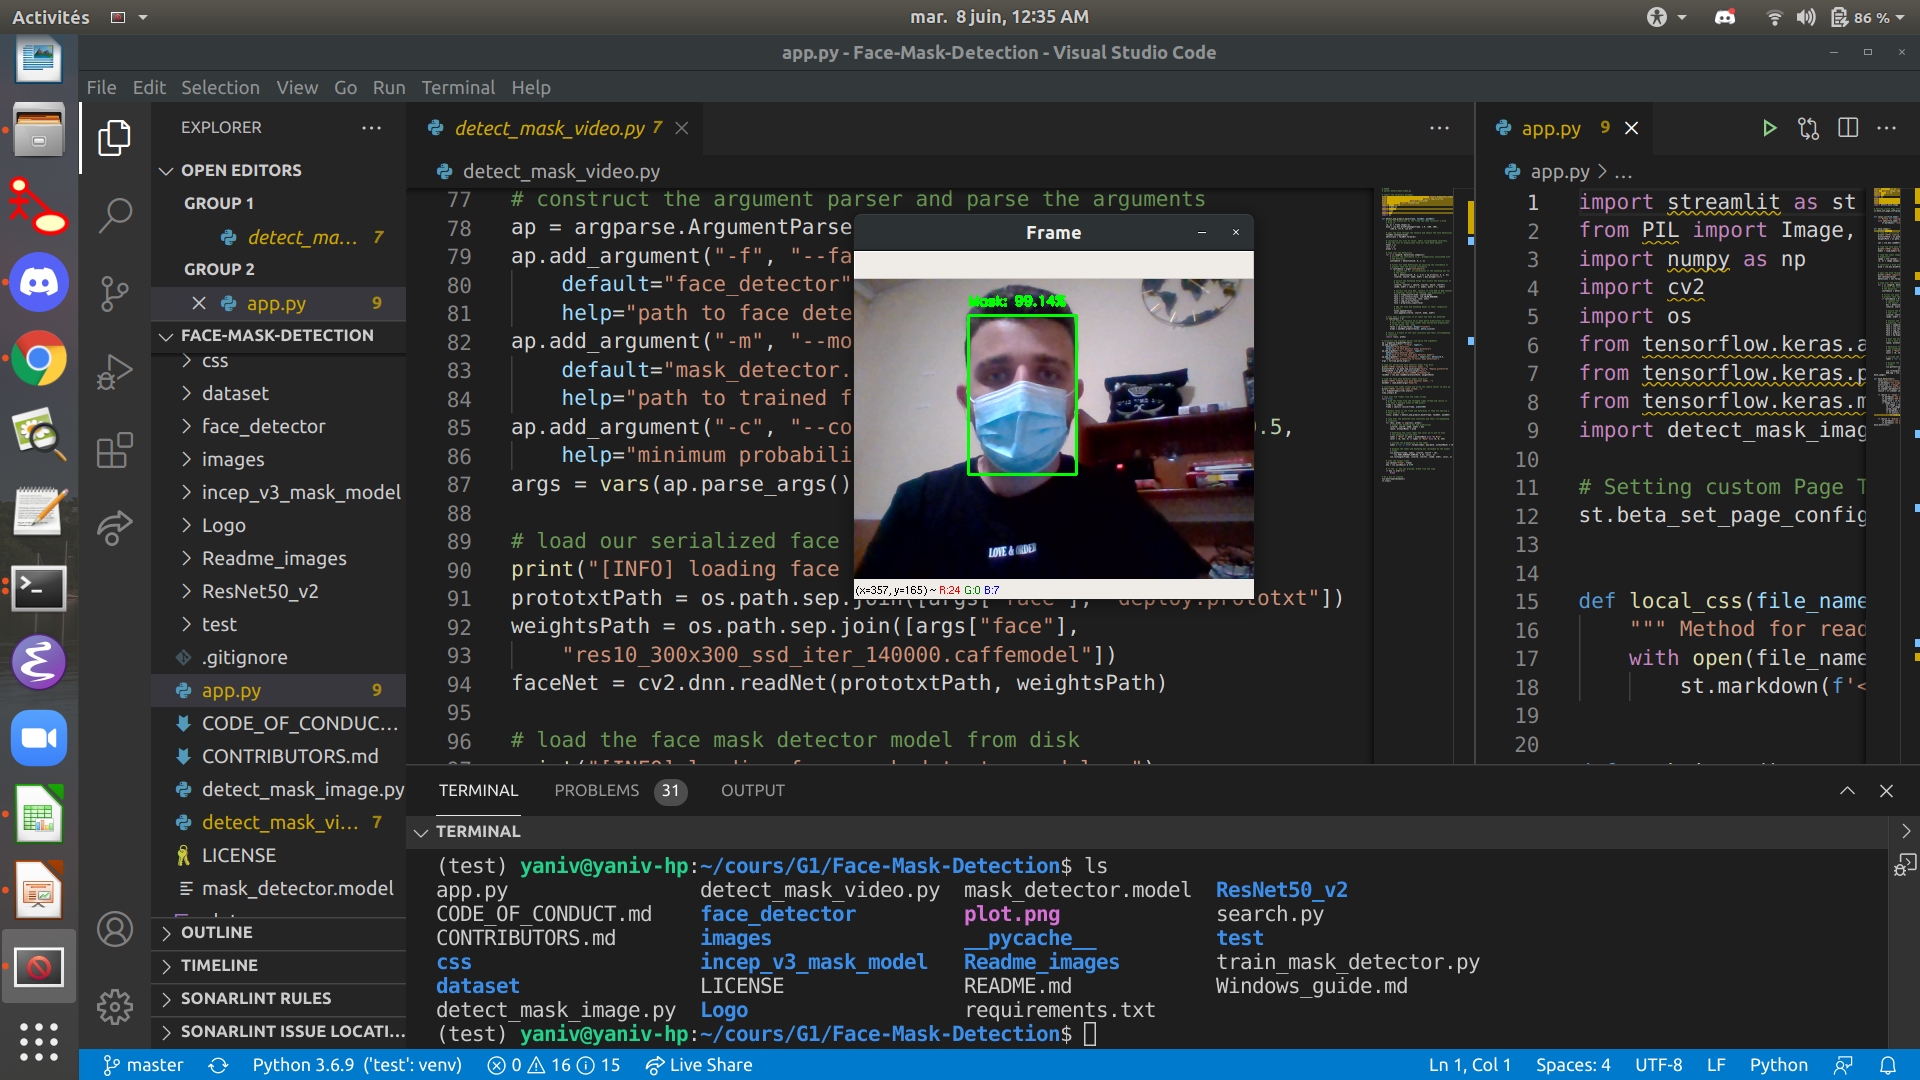 Activités
mar. 8 juin, 12:35 AM
86 %
app.py - Face-Mask-Detection - Visual Studio Code
File Edit Selection View Go Run Terminal Help
EXPLORER
OPEN EDITORS
GROUP 1
detect_ma... 7
GROUP 2
app.py 9
FACE-MASK-DETECTION
css
dataset
face_detector
images
incep_v3_mask_model
Logo
Readme_images
ResNet50_v2
test
.gitignore
app.py 9
CODE_OF_CONDUC...
CONTRIBUTORS.md
detect_mask_image.py
detect_mask_vi... 7
LICENSE
mask_detector.model
OUTLINE
TIMELINE
SONARLINT RULES
SONARLINT ISSUE LOCATI...
detect_mask_video.py 7
detect_mask_video.py
77 # construct the argument parser and parse the arguments
78 ap = argparse.ArgumentParse
79 ap.add_argument("-f", "--fa
80 default="face_detector"
81 help="path to face dete
82 ap.add_argument("-m", "--mo
83 default="mask_detector.
84 help="path to trained f
85 ap.add_argument("-c", "--co .5,
86 help="minimum probabili
87 args = vars(ap.parse_args()
88
89 # load our serialized face
90 print("[INFO] loading face
91 prototxtPath = os.path.sep.join([args["face"], "deploy.prototxt"])
92 weightsPath = os.path.sep.join([args["face"],
93 "res10_300x300_ssd_iter_140000.caffemodel"])
94 faceNet = cv2.dnn.readNet(prototxtPath, weightsPath)
95
96 # load the face mask detector model from disk
Frame
Mask: 99.14%
LOVE & ORDER
(x=357, y=165) ~ R:24 G:0 B:7
app.py 9
app.py > ...
1 import streamlit as st
2 from PIL import Image,
3 import numpy as np
4 import cv2
5 import os
6 from tensorflow.keras.a
7 from tensorflow.keras.p
8 from tensorflow.keras.m
9 import detect_mask_imag
10
11 # Setting custom Page T
12 st.beta_set_page_config
13
14
15 def local_css(file_name
16 """ Method for read
17 with open(file_name
18 st.markdown(f'<
19
20
TERMINAL PROBLEMS 31 OUTPUT
TERMINAL
(test) yaniv@yaniv-hp:~/cours/G1/Face-Mask-Detection$ ls
app.py detect_mask_video.py mask_detector.model ResNet50_v2
CODE_OF_CONDUCT.md face_detector plot.png search.py
CONTRIBUTORS.md images __pycache__ test
css incep_v3_mask_model Readme_images train_mask_detector.py
dataset LICENSE README.md Windows_guide.md
detect_mask_image.py Logo requirements.txt
(test) yaniv@yaniv-hp:~/cours/G1/Face-Mask-Detection$
master Python 3.6.9 ('test': venv) 0 16 15 Live Share Ln 1, Col 1 Spaces: 4 UTF-8 LF Python